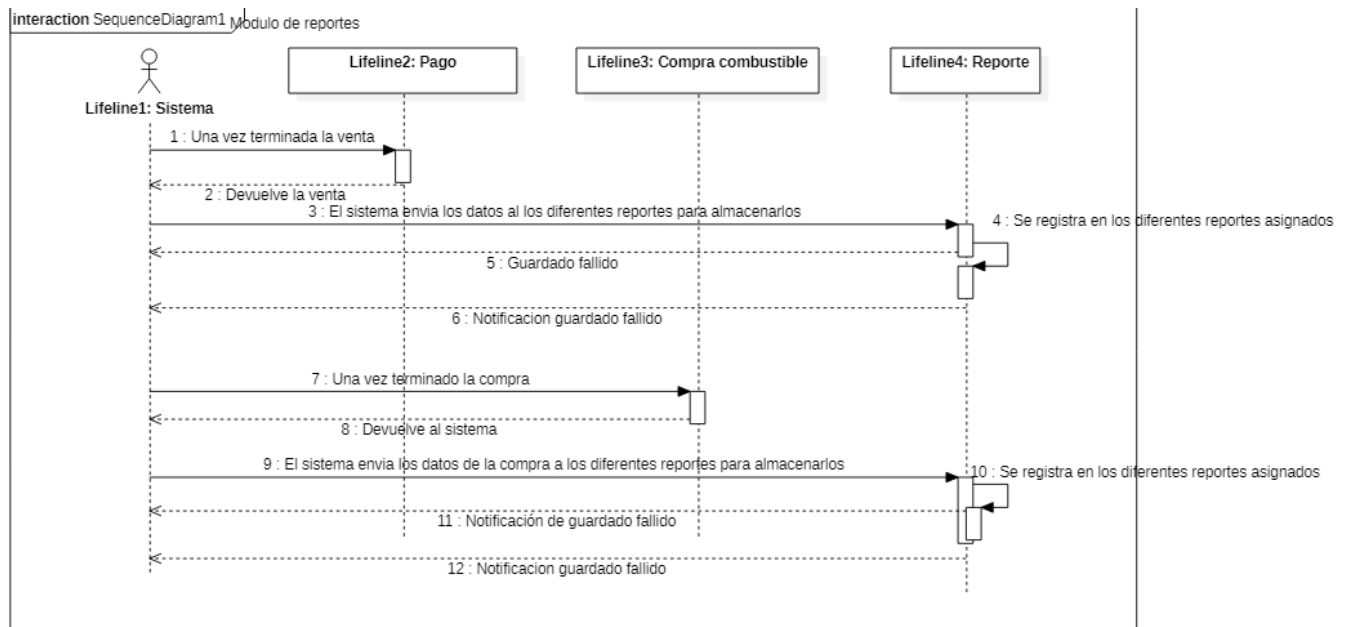 interaction SequenceDiagram1 Modulo de reportes
Lifeline1: Sistema
Lifeline2: Pago
Lifeline3: Compra combustible
Lifeline4: Reporte
1 : Una vez terminada la venta
2 : Devuelve la venta
3 : El sistema envia los datos al los diferentes reportes para almacenarlos
4 : Se registra en los diferentes reportes asignados
5 : Guardado fallido
6 : Notificacion guardado fallido
7 : Una vez terminado la compra
8 : Devuelve al sistema
9 : El sistema envia los datos de la compra a los diferentes reportes para almacenarlos
10 : Se registra en los diferentes reportes asignados
11 : Notificación de guardado fallido
12 : Notificacion guardado fallido